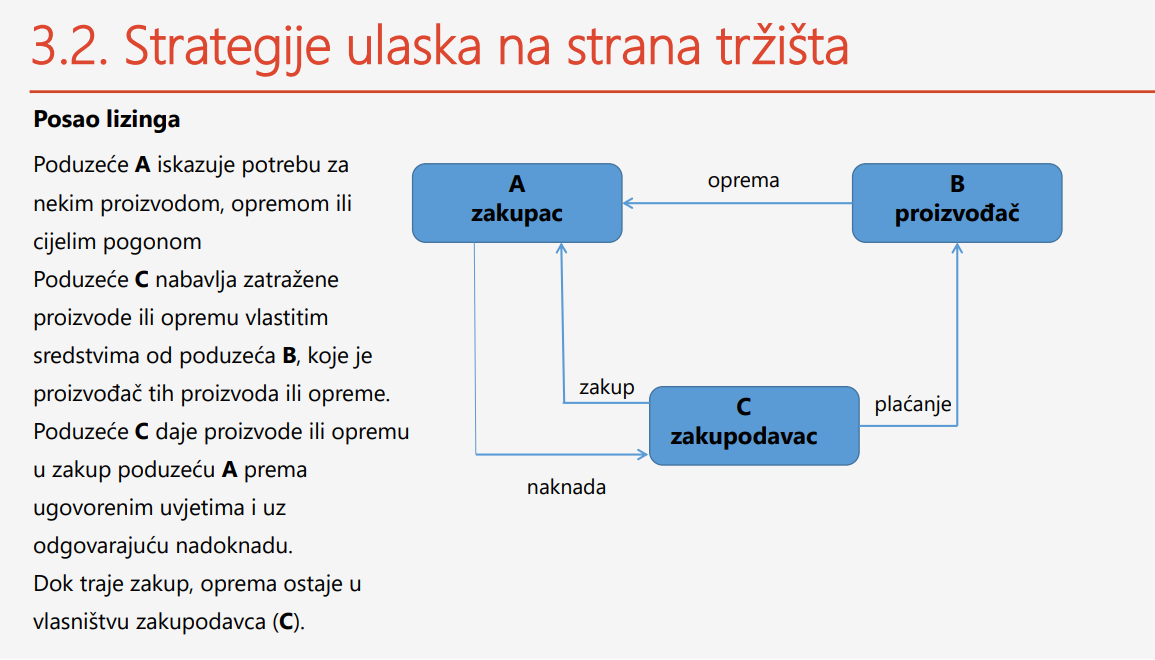 3.2. Strategije ulaska na strana tržišta
Posao lizinga
Poduzeće A iskazuje potrebu za
nekim proizvodom, opremom ili
cijelim pogonom
Poduzeće C nabavlja zatražene
proizvode ili opremu vlastitim
sredstvima od poduzeća B, koje je
proizvođač tih proizvoda ili opreme.
Poduzeće C daje proizvode ili opremu
u zakup poduzeću A prema
ugovorenim uvjetima i uz
odgovarajuću nadoknadu.
Dok traje zakup, oprema ostaje u
vlasništvu zakupodavca (C).
A
zakupac
oprema
B
proizvođač
zakup
C
zakupodavac
plaćanje
naknada